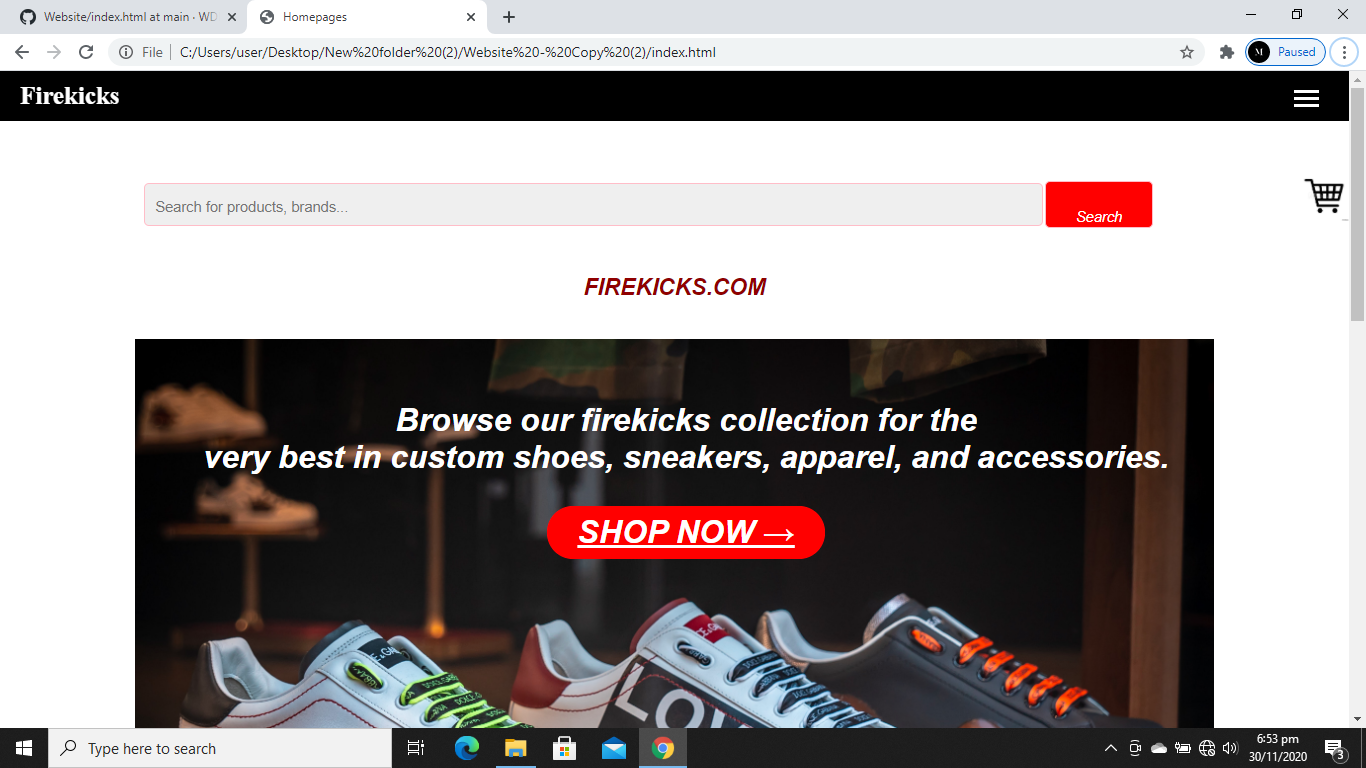 Website/index.html at main · WD
Homepages
File
C:/Users/user/Desktop/New%20folder%20(2)/Website%20-%20Copy%20(2)/index.html
M
Paused
Firekicks
Search for products, brands...
Search
FIREKICKS.COM
Browse our firekicks collection for the
very best in custom shoes, sneakers, apparel, and accessories.
SHOP NOW →
Type here to search
6:53 pm
30/11/2020
3